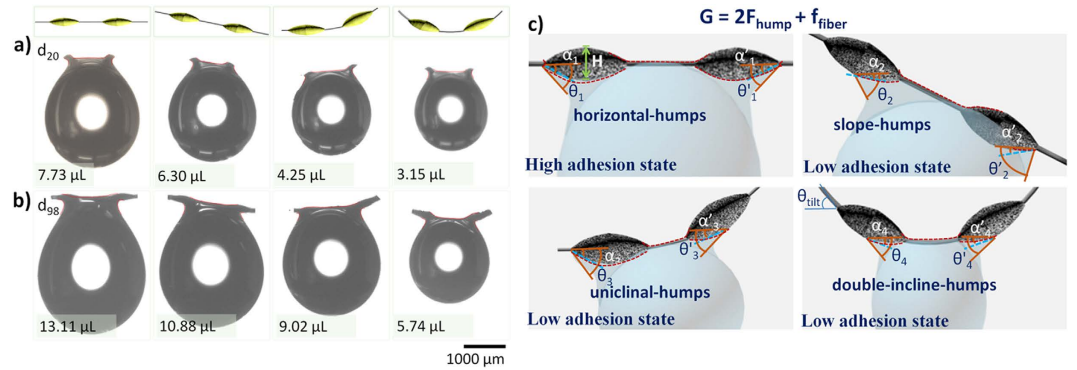 a)
d20
7.73 μL
6.30 μL
4.25 μL
3.15 μL
b)
d98
13.11 μL
10.88 μL
9.02 μL
5.74 μL
1000 μm
c)
G = 2Fhump + ffiber
α1
H
α'1
θ1
θ'1
horizontal-humps
High adhesion state
α2
θ2
α'2
θ'2
slope-humps
Low adhesion state
α'3
θ'3
θ3
uniclinal-humps
Low adhesion state
θtilt
α4
α'4
θ4
θ'4
double-incline-humps
Low adhesion state